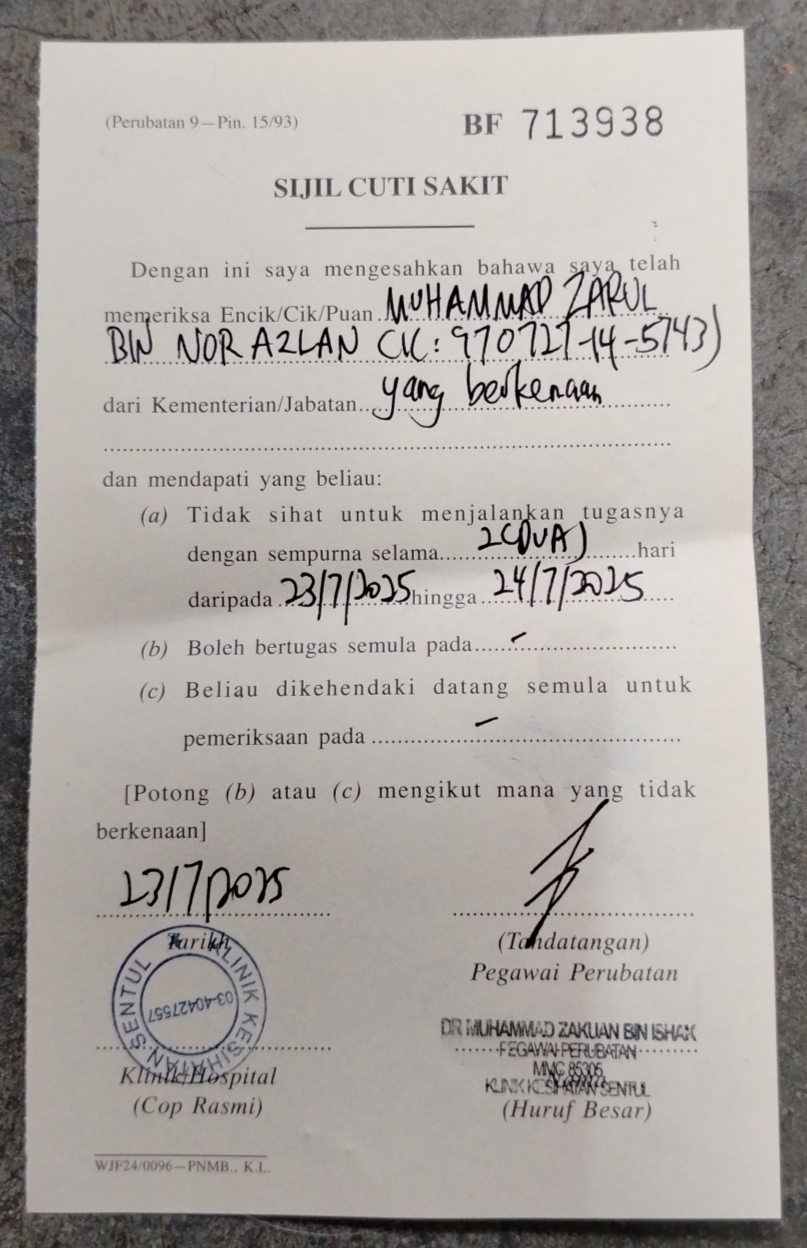 (Perubatan 9—Pin. 15/93)
BF 713938
SIJIL CUTI SAKIT
Dengan ini saya mengesahkan bahawa saya telah
memeriksa Encik/Cik/Puan MUHAMMAD ZARUL
BIN NOR AZLAN (IC: 970727-14-5743)
dari Kementerian/Jabatan yang berkenaan
dan mendapati yang beliau:
(a) Tidak sihat untuk menjalankan tugasnya
dengan sempurna selama 2(DUA) hari
daripada 23/7/2025 hingga 24/7/2025
(b) Boleh bertugas semula pada -
(c) Beliau dikehendaki datang semula untuk
pemeriksaan pada -
[Potong (b) atau (c) mengikut mana yang tidak
berkenaan]
23/7/2025
Tarikh
(Tandatangan)
Pegawai Perubatan
KLINIK KESIHATAN SENTUL
03-40427557
DR MUHAMMAD ZAKUAN BIN ISHAK
PEGAWAI PERUBATAN
MMC 85305
KLINIK KESIHATAN SENTUL
Klinik/Hospital
(Cop Rasmi)
(Huruf Besar)
WJF24/0096—PNMB., K.L.